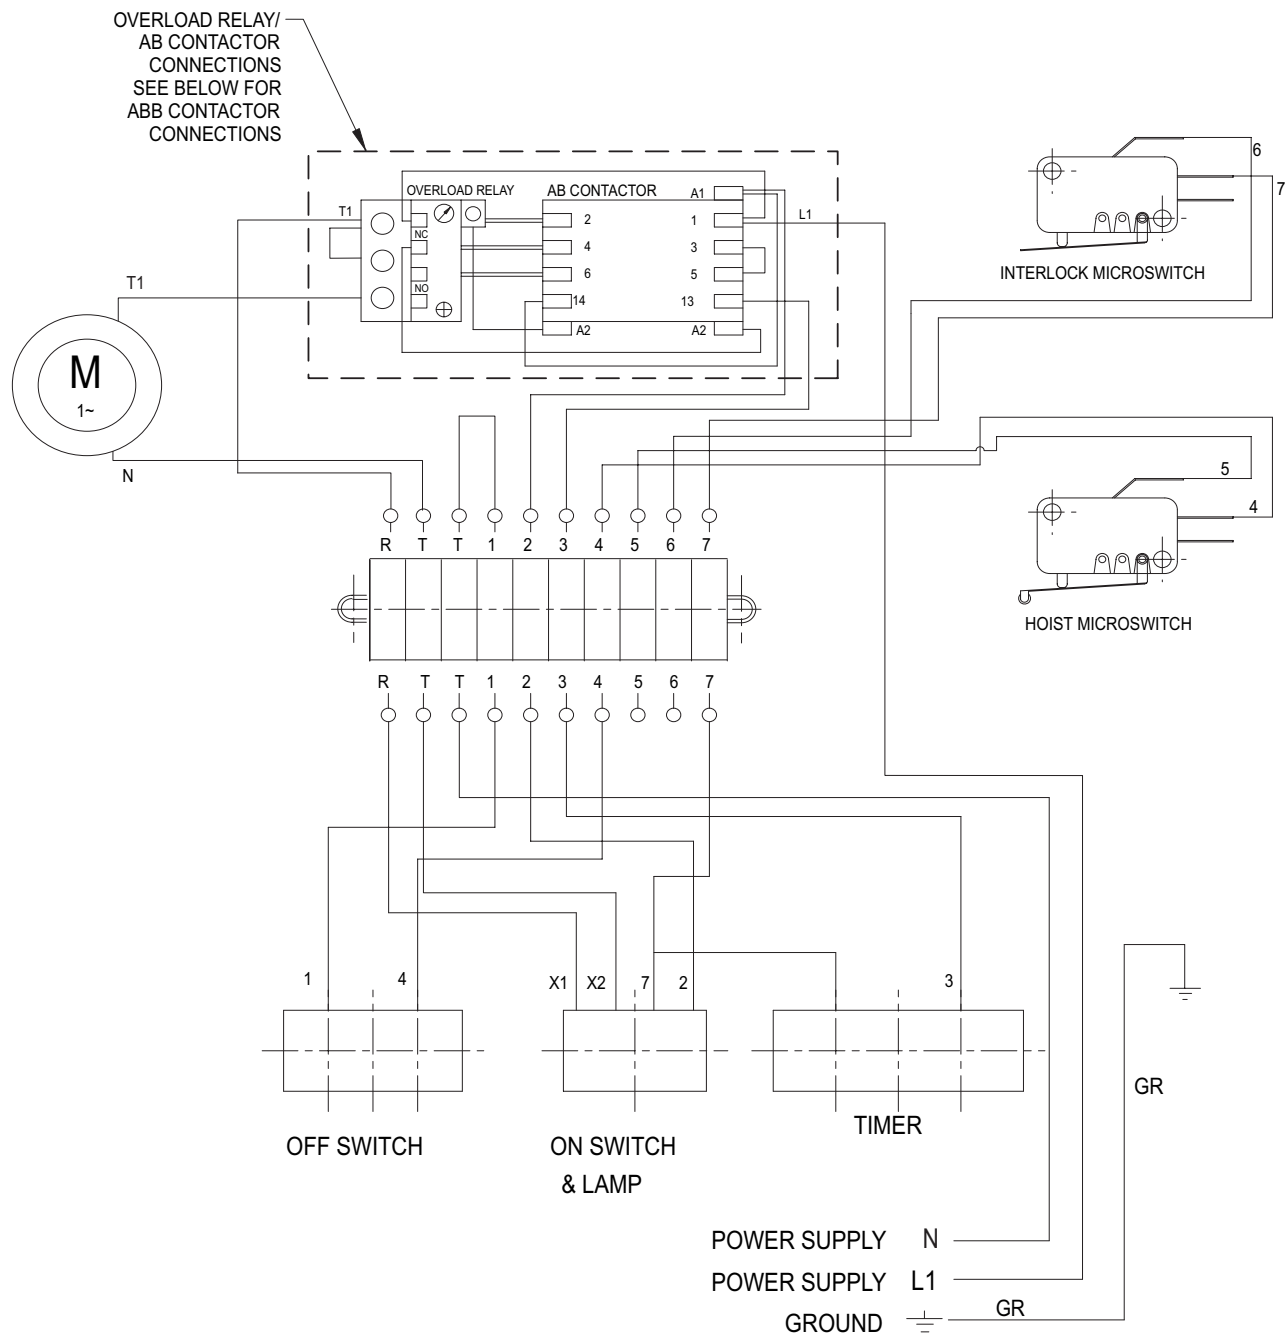 OVERLOAD RELAY/
AB CONTACTOR
CONNECTIONS
SEE BELOW FOR
ABB CONTACTOR
CONNECTIONS
OVERLOAD RELAY
AB CONTACTOR
A1
T1
2
1
L1
NC
4
3
6
5
NO
14
13
A2
A2
6
7
INTERLOCK MICROSWITCH
T1
M
1~
N
5
4
HOIST MICROSWITCH
R T T 1 2 3 4 5 6 7
R T T 1 2 3 4 5 6 7
1
4
X1
X2
7
2
3
GR
OFF SWITCH
ON SWITCH
& LAMP
TIMER
POWER SUPPLY N
POWER SUPPLY L1
GROUND
GR